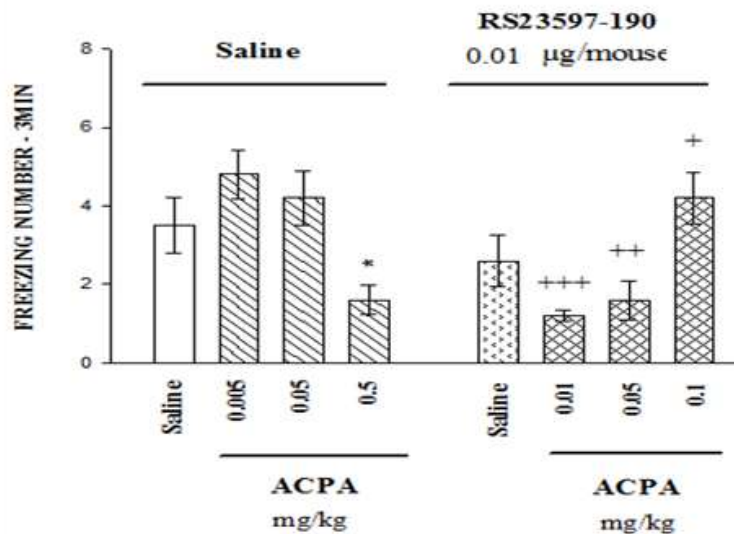 RS23597-190
Saline
0.01 μg/mouse
FREEZING NUMBER - 3MIN
8
6
4
2
0
*
+++
++
+
Saline
0.005
0.05
0.5
Saline
0.01
0.05
0.1
ACPA
mg/kg
ACPA
mg/kg